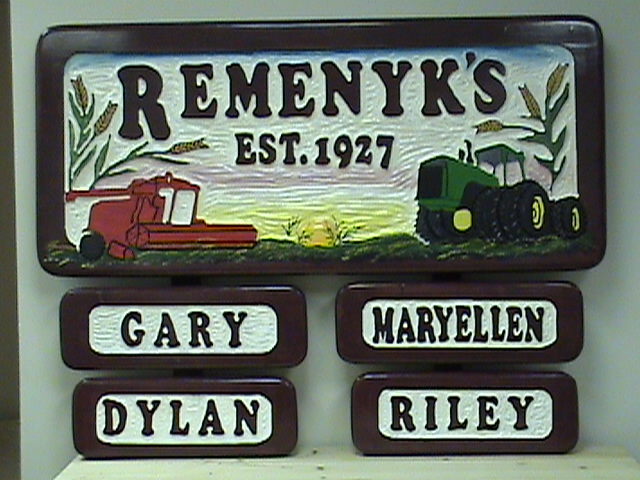 REMENYK'S
EST. 1927
GARY
MARYELLEN
DYLAN
RILEY